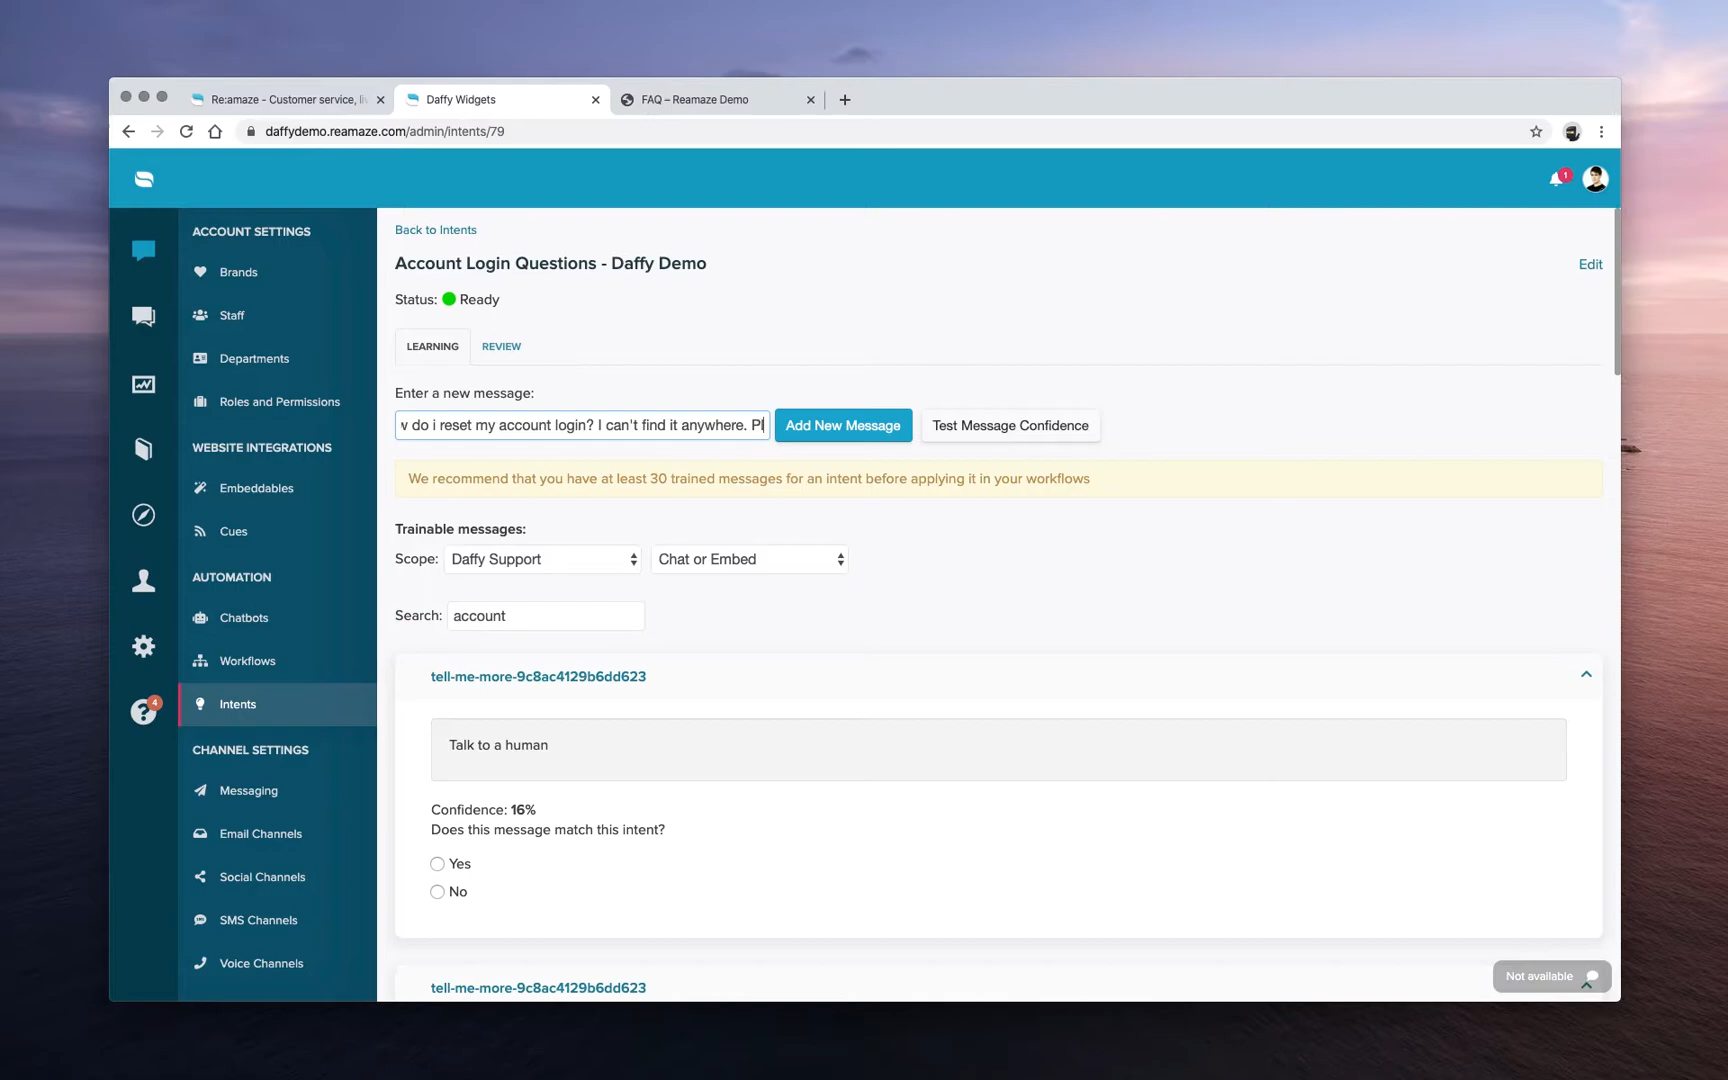 Re:amaze - Customer service, li
Daffy Widgets
FAQ – Reamaze Demo
daffydemo.reamaze.com/admin/intents/79
1
ACCOUNT SETTINGS
Brands
Staff
Departments
Roles and Permissions
WEBSITE INTEGRATIONS
Embeddables
Cues
AUTOMATION
Chatbots
Workflows
Intents
CHANNEL SETTINGS
Messaging
Email Channels
Social Channels
SMS Channels
Voice Channels
4
Back to Intents
Account Login Questions - Daffy Demo
Edit
Status: Ready
LEARNING REVIEW
Enter a new message:
w do i reset my account login? I can't find it anywhere. Pl
Add New Message
Test Message Confidence
We recommend that you have at least 30 trained messages for an intent before applying it in your workflows
Trainable messages:
Scope: Daffy Support Chat or Embed
Search: account
tell-me-more-9c8ac4129b6dd623
Talk to a human
Confidence: 16%
Does this message match this intent?
Yes
No
tell-me-more-9c8ac4129b6dd623
Not available